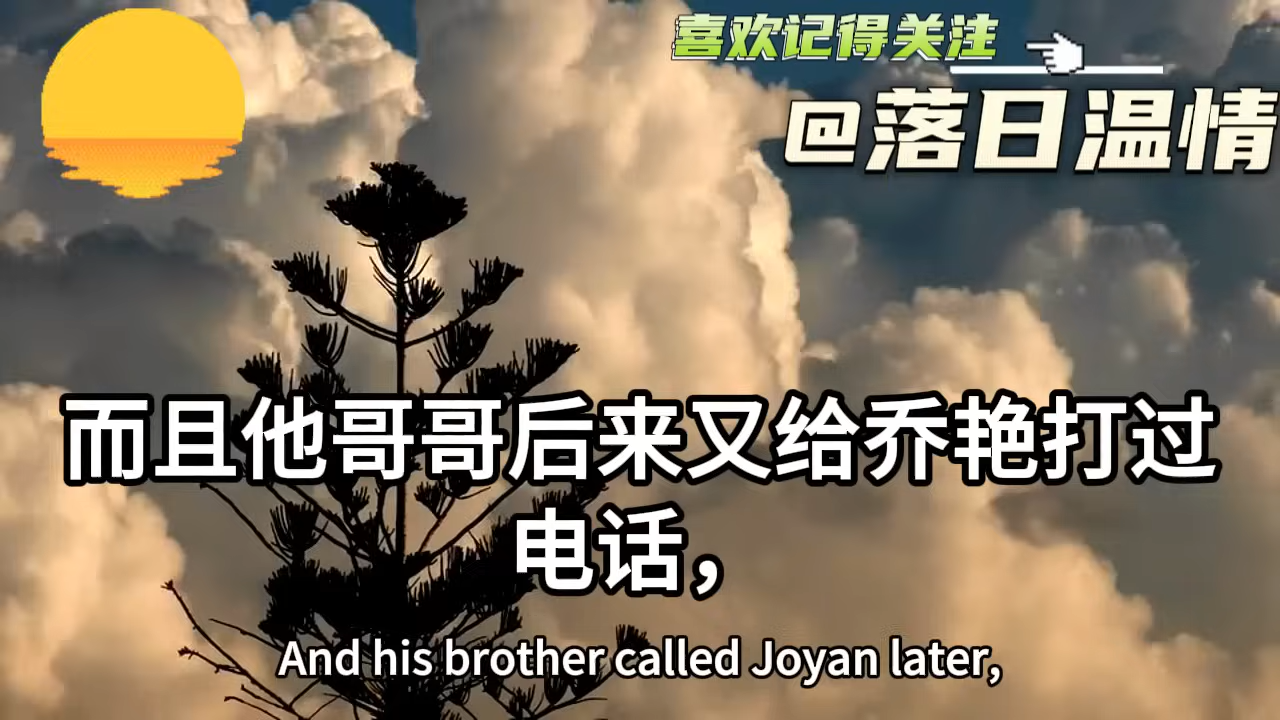 喜欢记得关注
@落日温情
而且他哥哥后来又给乔艳打过
电话，
And his brother called Joyan later,